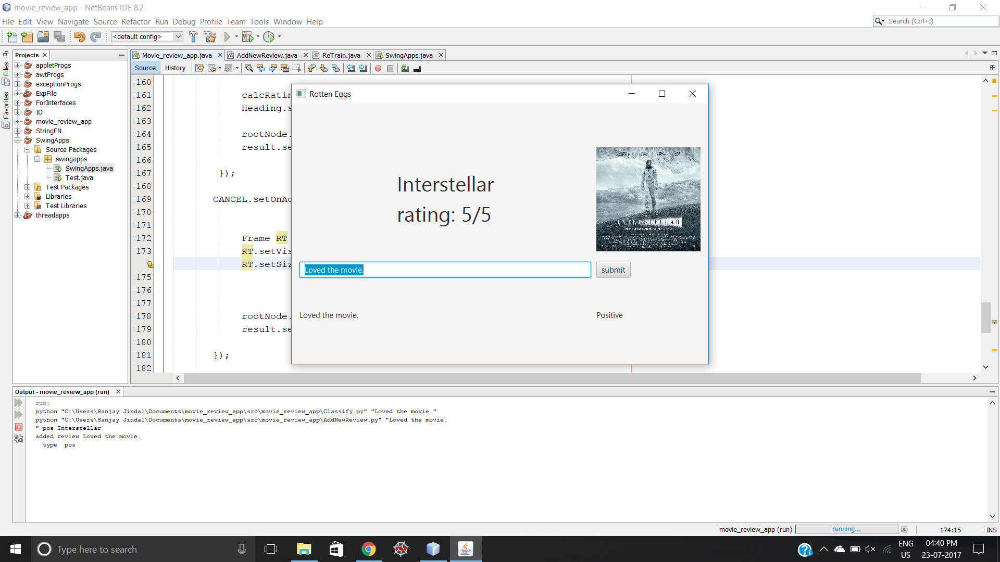 movie_review_app - NetBeans IDE 8.2
File Edit View Navigate Source Refactor Run Debug Profile Team Tools Window Help
Search (Ctrl+I)
<default config>
Files
Favorites
Projects
appletProgs
awtProgs
exceptionProgs
ExpFile
ForInterfaces
IO
movie_review_app
StringFN
SwingApps
Source Packages
swingapps
SwingApps.java
Test.java
Test Packages
Libraries
Test Libraries
threadapps
Movie_review_app.java AddNewReview.java ReTrain.java SwingApps.java
Source History
160
161 calcRatin
162 Heading.s
163
164 rootNode.
165 result.se
166
167 });
168
169 CANCEL.setOnAc
170
171
172 Frame RT
173 RT.setVis
RT.setSiz
175
176
177
178 rootNode.
179 result.se
180
181 });
182
Rotten Eggs
Interstellar
rating: 5/5
INTERSTELLAR
Loved the movie. submit
Loved the movie. Positive
Output - movie_review_app (run)
run:
python "C:\Users\Sanjay Jindal\Documents\movie_review_app\src\movie_review_app\Classify.py" "Loved the movie."
python "C:\Users\Sanjay Jindal\Documents\movie_review_app\src\movie_review_app\AddNewReview.py" "Loved the movie.
" pos Interstellar
added review Loved the movie.
type pos
movie_review_app (run) running... 174:15 INS
Type here to search
ENG
US
04:40 PM
23-07-2017